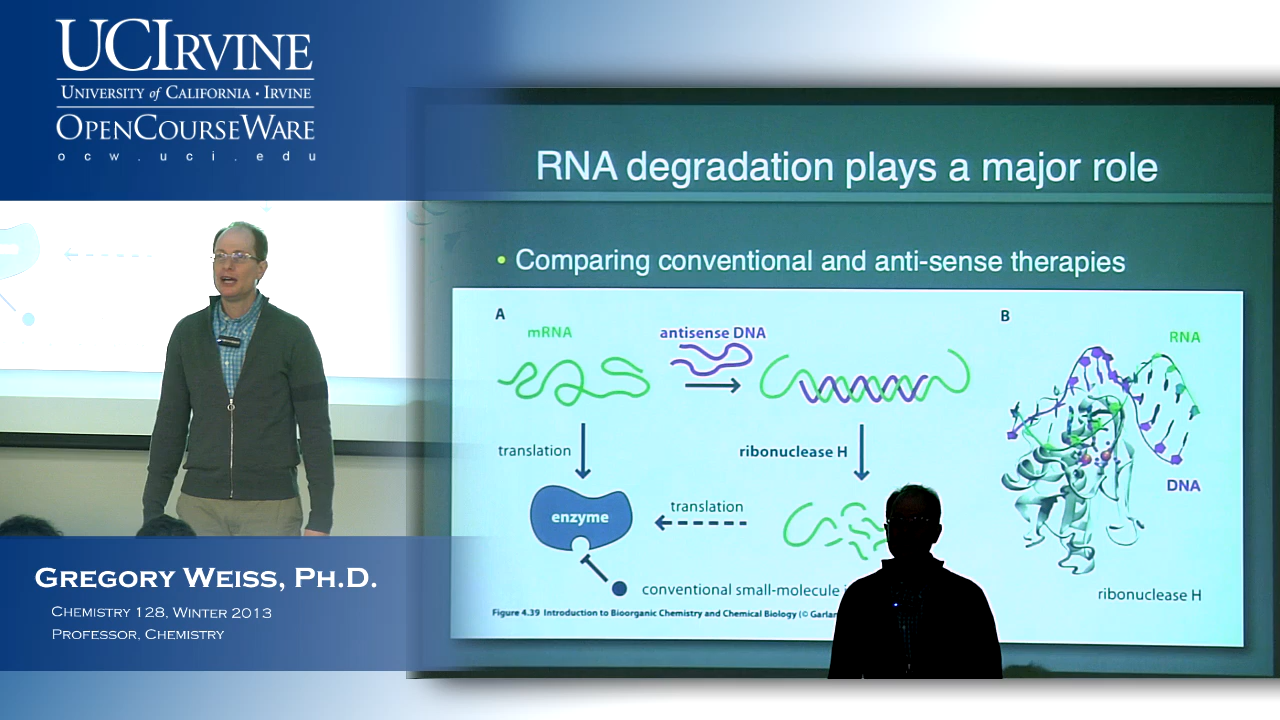 UCIRVINE
UNIVERSITY of CALIFORNIA · IRVINE
OPENCOURSEWARE
ocw.uci.edu
RNA degradation plays a major role
• Comparing conventional and anti-sense therapies
A
B
mRNA
antisense DNA
RNA
translation
ribonuclease H
DNA
enzyme
translation
conventional small-molecule
ribonuclease H
Figure 4.39 Introduction to Bioorganic Chemistry and Chemical Biology (©
GREGORY WEISS, PH.D.
CHEMISTRY 128, WINTER 2013
PROFESSOR, CHEMISTRY